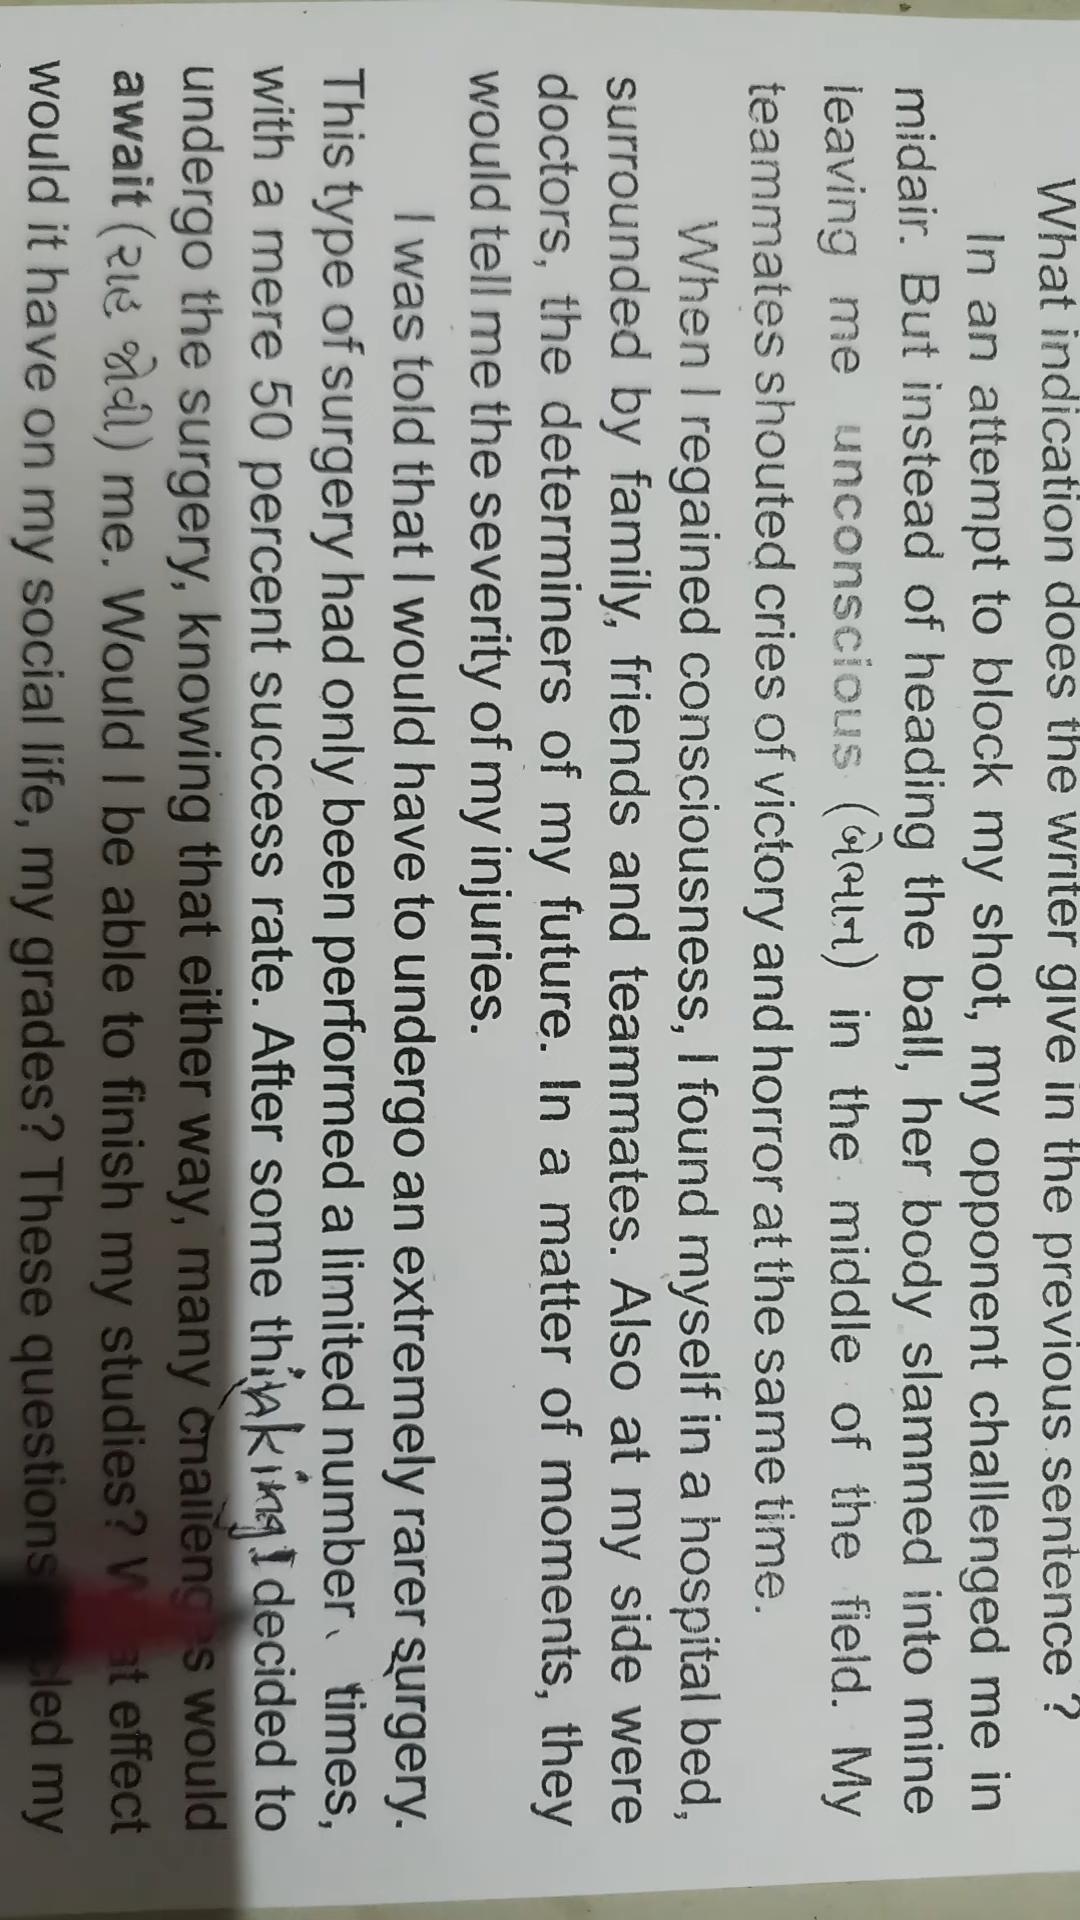 What indication does the writer give in the previous sentence ?
In an attempt to block my shot, my opponent challenged me in
midair. But instead of heading the ball, her body slammed into mine
leaving me unconscious (બેભાન) in the middle of the field. My
teammates shouted cries of victory and horror at the same time.
When I regained consciousness, I found myself in a hospital bed,
surrounded by family, friends and teammates. Also at my side were
doctors, the determiners of my future. In a matter of moments, they
would tell me the severity of my injuries.
I was told that I would have to undergo an extremely rarer surgery.
This type of surgery had only been performed a limited number times,
with a mere 50 percent success rate. After some thinking I decided to
undergo the surgery, knowing that either way, many challenges would
await (રાહ જોવી) me. Would I be able to finish my studies? What effect
would it have on my social life, my grades? These questions my